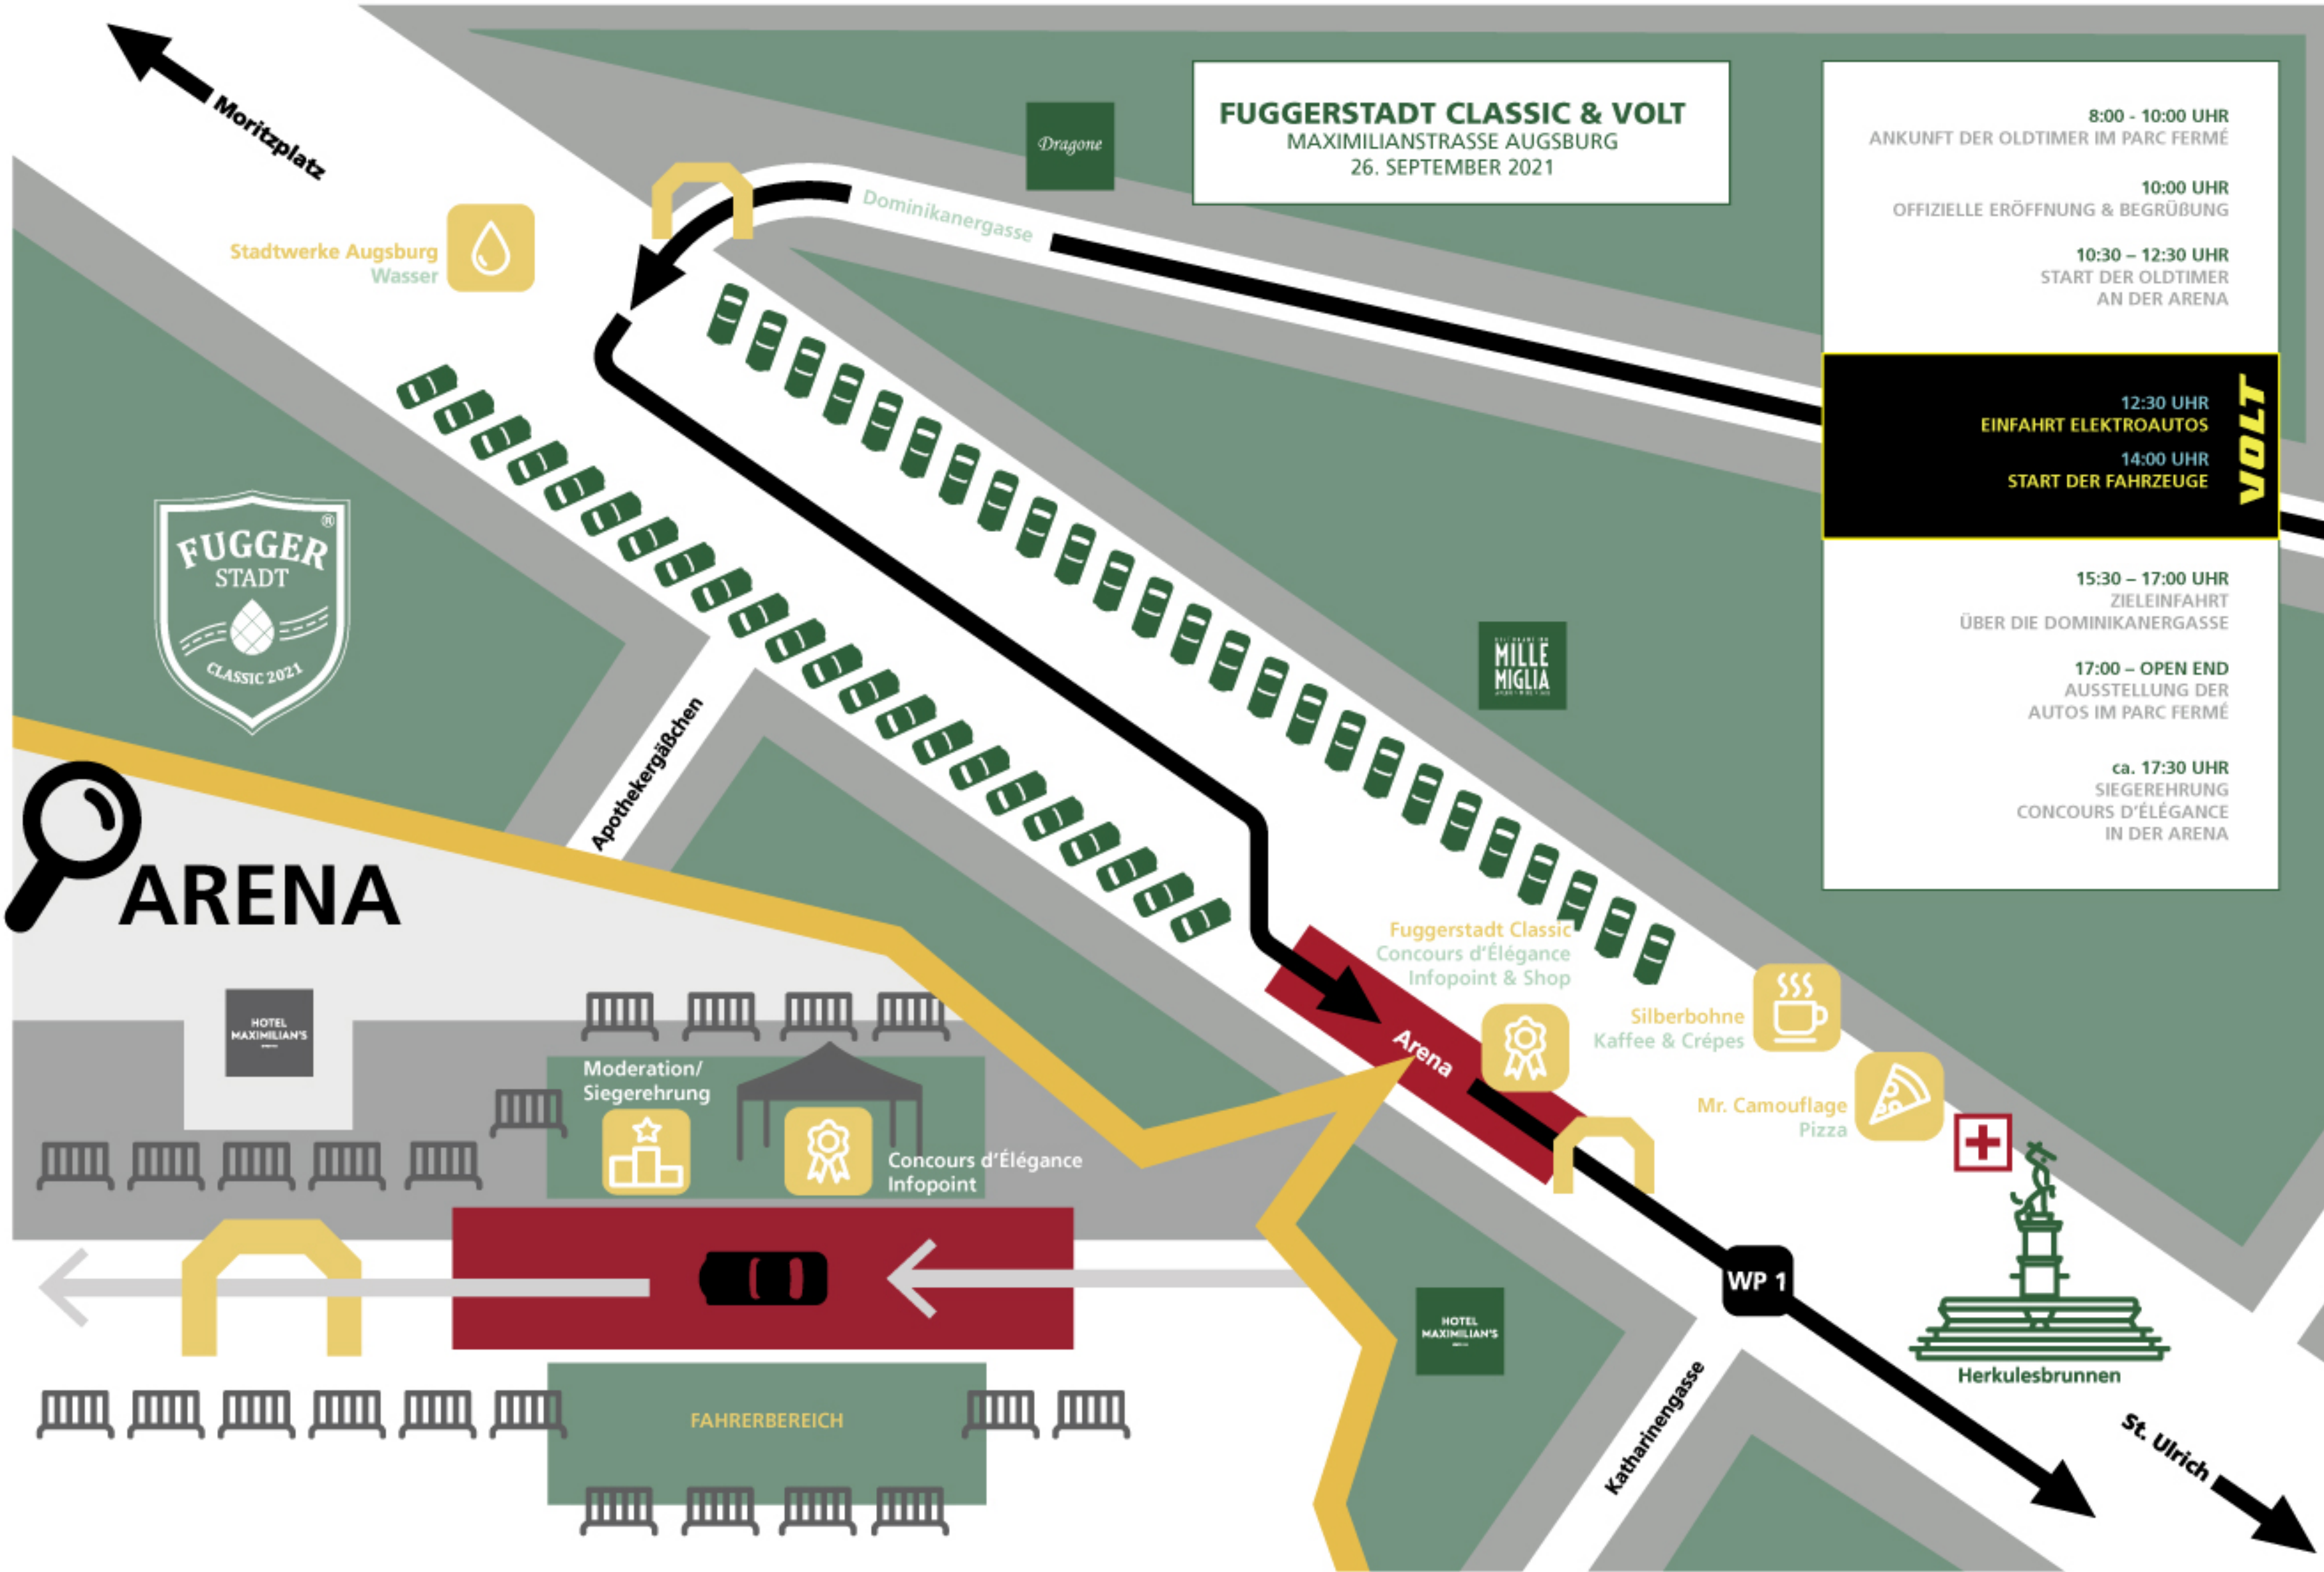 Moritzplatz
Dragone
FUGGERSTADT CLASSIC & VOLT
MAXIMILIANSTRASSE AUGSBURG
26. SEPTEMBER 2021
8:00 - 10:00 UHR
ANKUNFT DER OLDTIMER IM PARC FERMÉ
10:00 UHR
OFFIZIELLE ERÖFFNUNG & BEGRÜßUNG
10:30 – 12:30 UHR
START DER OLDTIMER
AN DER ARENA
12:30 UHR
EINFAHRT ELEKTROAUTOS
14:00 UHR
START DER FAHRZEUGE
VOLT
15:30 – 17:00 UHR
ZIELEINFAHRT
ÜBER DIE DOMINIKANERGASSE
17:00 – OPEN END
AUSSTELLUNG DER
AUTOS IM PARC FERMÉ
ca. 17:30 UHR
SIEGEREHRUNG
CONCOURS D'ÉLÉGANCE
IN DER ARENA
Dominikanergasse
Stadtwerke Augsburg
Wasser
FUGGER®
STADT
CLASSIC 2021
MILLE
MIGLIA
Apothekergäßchen
ARENA
Fuggerstadt Classic
Concours d'Élégance
Infopoint & Shop
Silberbohne
Kaffee & Crépes
Arena
Mr. Camouflage
Pizza
HOTEL
MAXIMILIAN'S
Moderation/
Siegerehrung
Concours d'Élégance
Infopoint
WP 1
HOTEL
MAXIMILIAN'S
Herkulesbrunnen
FAHRERBEREICH
Katharinengasse
St. Ulrich